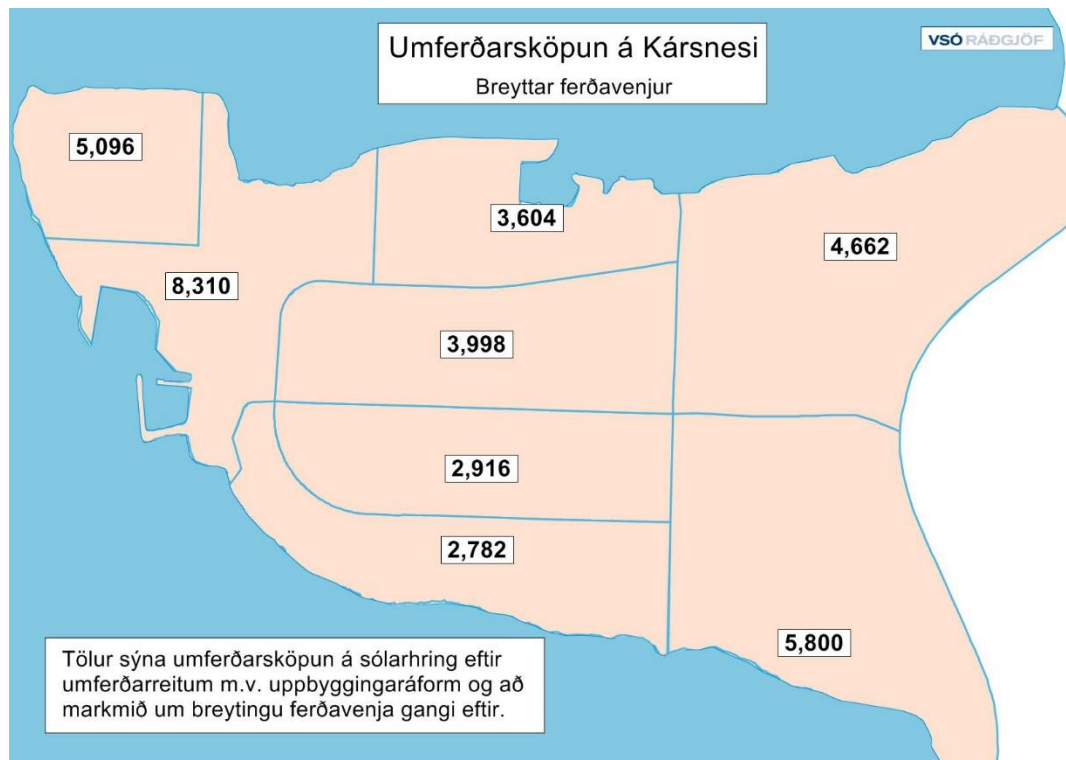 Umferðarsköpun á Kársnesi
Breyttar ferðavenjur
VSÓ RÁÐGJÖF
5,096
3,604
4,662
8,310
3,998
2,916
2,782
5,800
Tölur sýna umferðarsköpun á sólarhring eftir
umferðarreitum m.v. uppbyggingaráform og að
markmið um breytingu ferðavenja gangi eftir.